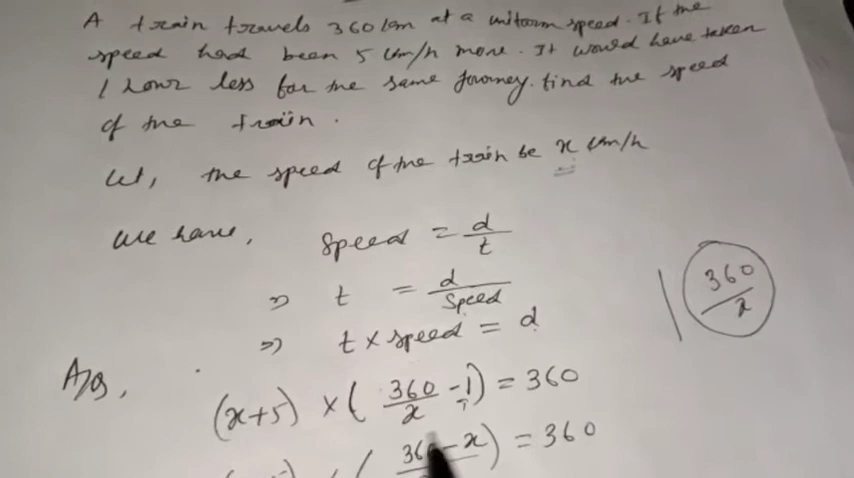 A train travels 360 km at a uniform speed. If the
speed had been 5 km/h more. It would have taken
1 hour less for the same journey. find the speed
of the train.
Let, the speed of the train be x km/h
we have, speed = d/t
⇒ t = d/speed
⇒ t × speed = d
360/x
A/q,
(x+5) × (360/x - 1) = 360
- x) = 360